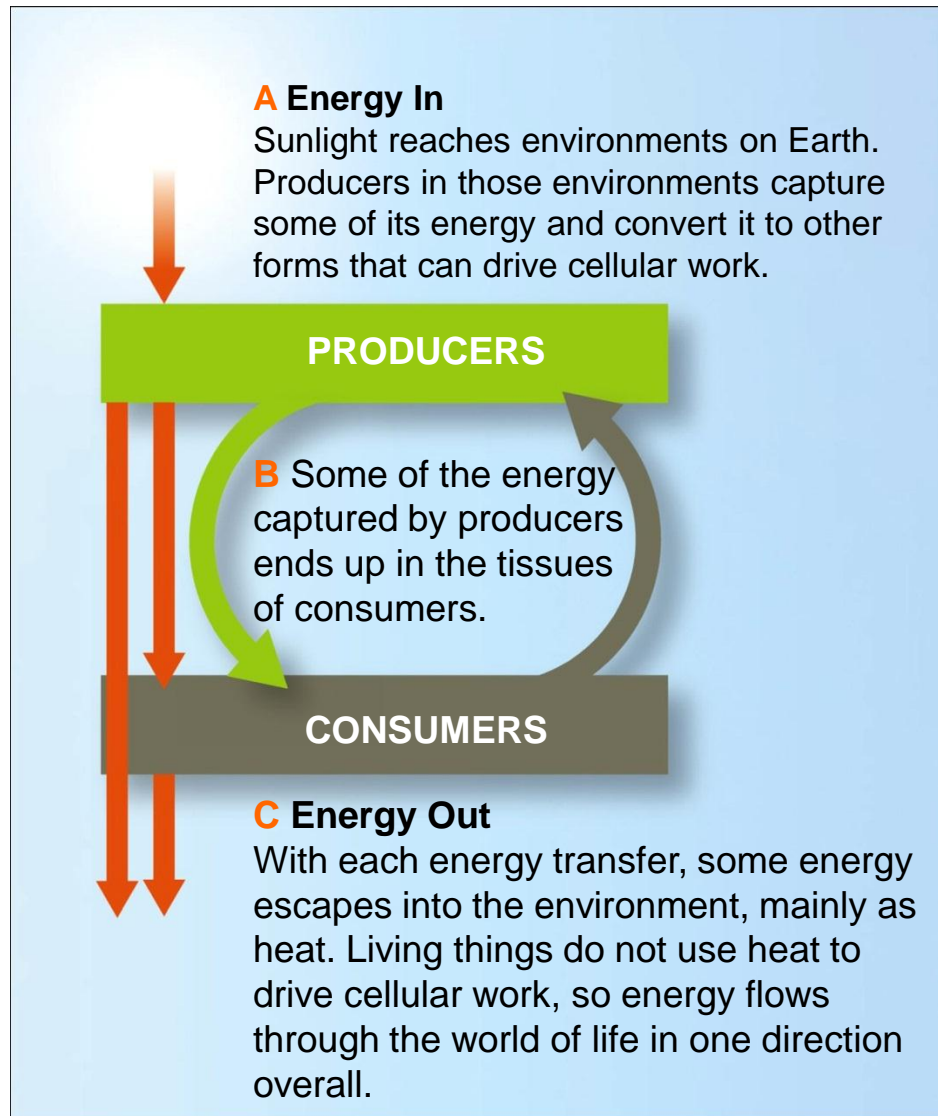 A Energy In
Sunlight reaches environments on Earth.
Producers in those environments capture
some of its energy and convert it to other
forms that can drive cellular work.
PRODUCERS
B Some of the energy
captured by producers
ends up in the tissues
of consumers.
CONSUMERS
C Energy Out
With each energy transfer, some energy
escapes into the environment, mainly as
heat. Living things do not use heat to
drive cellular work, so energy flows
through the world of life in one direction
overall.